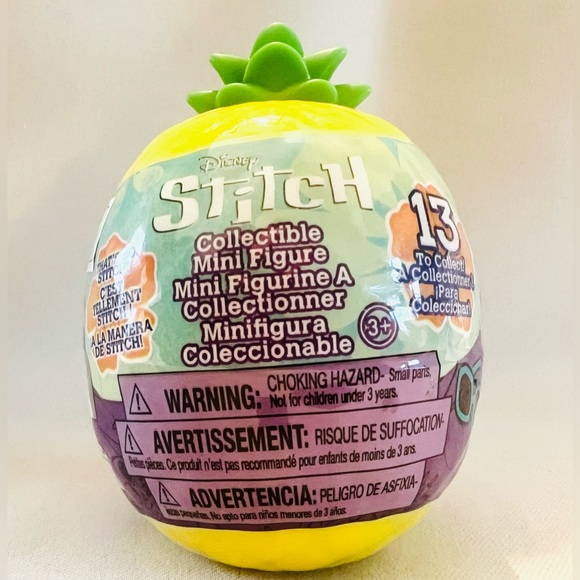 Disney
STITCH
Collectible
Mini Figure
Mini Figurine A
Collectionner
Minifigura
Coleccionable
3+
13
To Collect!
À Collectionner!
¡Para
Coleccionar!
THAT'S
C'EST
TELLEMENT
STITCH!
A LA MANERA
DE STITCH!
WARNING: CHOKING HAZARD- Small parts.
Not for children under 3 years.
AVERTISSEMENT: RISQUE DE SUFFOCATION-
Petites pièces. Ce produit n'est pas recommandé pour enfants de moins de 3 ans.
ADVERTENCIA: PELIGRO DE ASFIXIA-
pequeñas. No apto para niños menores de 3 años.